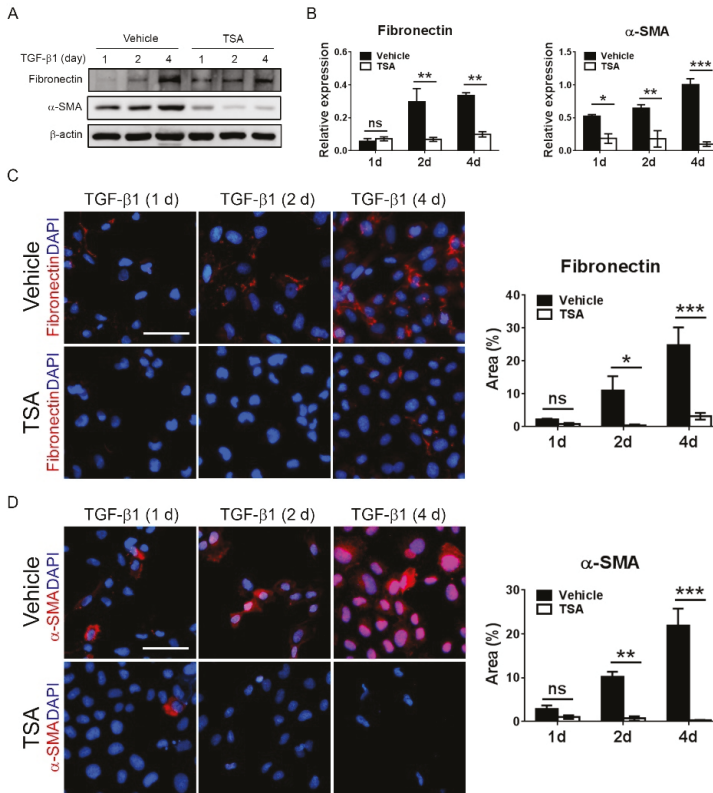 A
Vehicle TSA
TGF-β1 (day) 1 2 4 1 2 4
Fibronectin
α-SMA
β-actin
B
Fibronectin
Relative expression
0.6
0.4
0.2
0.0
Vehicle
TSA
ns
**
**
1d 2d 4d
α-SMA
Relative expression
1.5
1.0
0.5
0.0
Vehicle
TSA
*
**
***
1d 2d 4d
C
TGF-β1 (1 d) TGF-β1 (2 d) TGF-β1 (4 d)
Vehicle
FibronectinDAPI
TSA
FibronectinDAPI
Fibronectin
Area (%)
40
30
20
10
0
Vehicle
TSA
ns
*
***
1d 2d 4d
D
TGF-β1 (1 d) TGF-β1 (2 d) TGF-β1 (4 d)
Vehicle
α-SMADAPI
TSA
α-SMADAPI
α-SMA
Area (%)
30
20
10
0
Vehicle
TSA
ns
**
***
1d 2d 4d